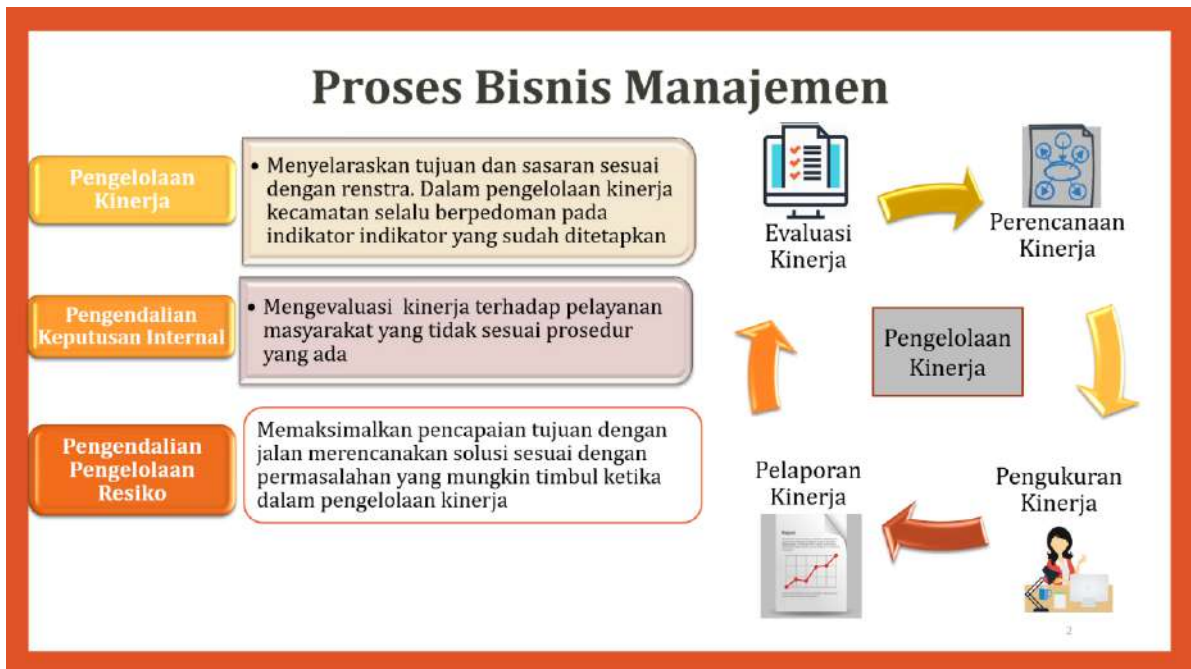 Proses Bisnis Manajemen
Pengelolaan
Kinerja
• Menyelaraskan tujuan dan sasaran sesuai
dengan renstra. Dalam pengelolaan kinerja
kecamatan selalu berpedoman pada
indikator indikator yang sudah ditetapkan
Pengendalian
Keputusan Internal
• Mengevaluasi kinerja terhadap pelayanan
masyarakat yang tidak sesuai prosedur
yang ada
Pengendalian
Pengelolaan
Resiko
Memaksimalkan pencapaian tujuan dengan
jalan merencanakan solusi sesuai dengan
permasalahan yang mungkin timbul ketika
dalam pengelolaan kinerja
Evaluasi
Kinerja
Perencanaan
Kinerja
Pengelolaan
Kinerja
Pelaporan
Kinerja
Pengukuran
Kinerja
2